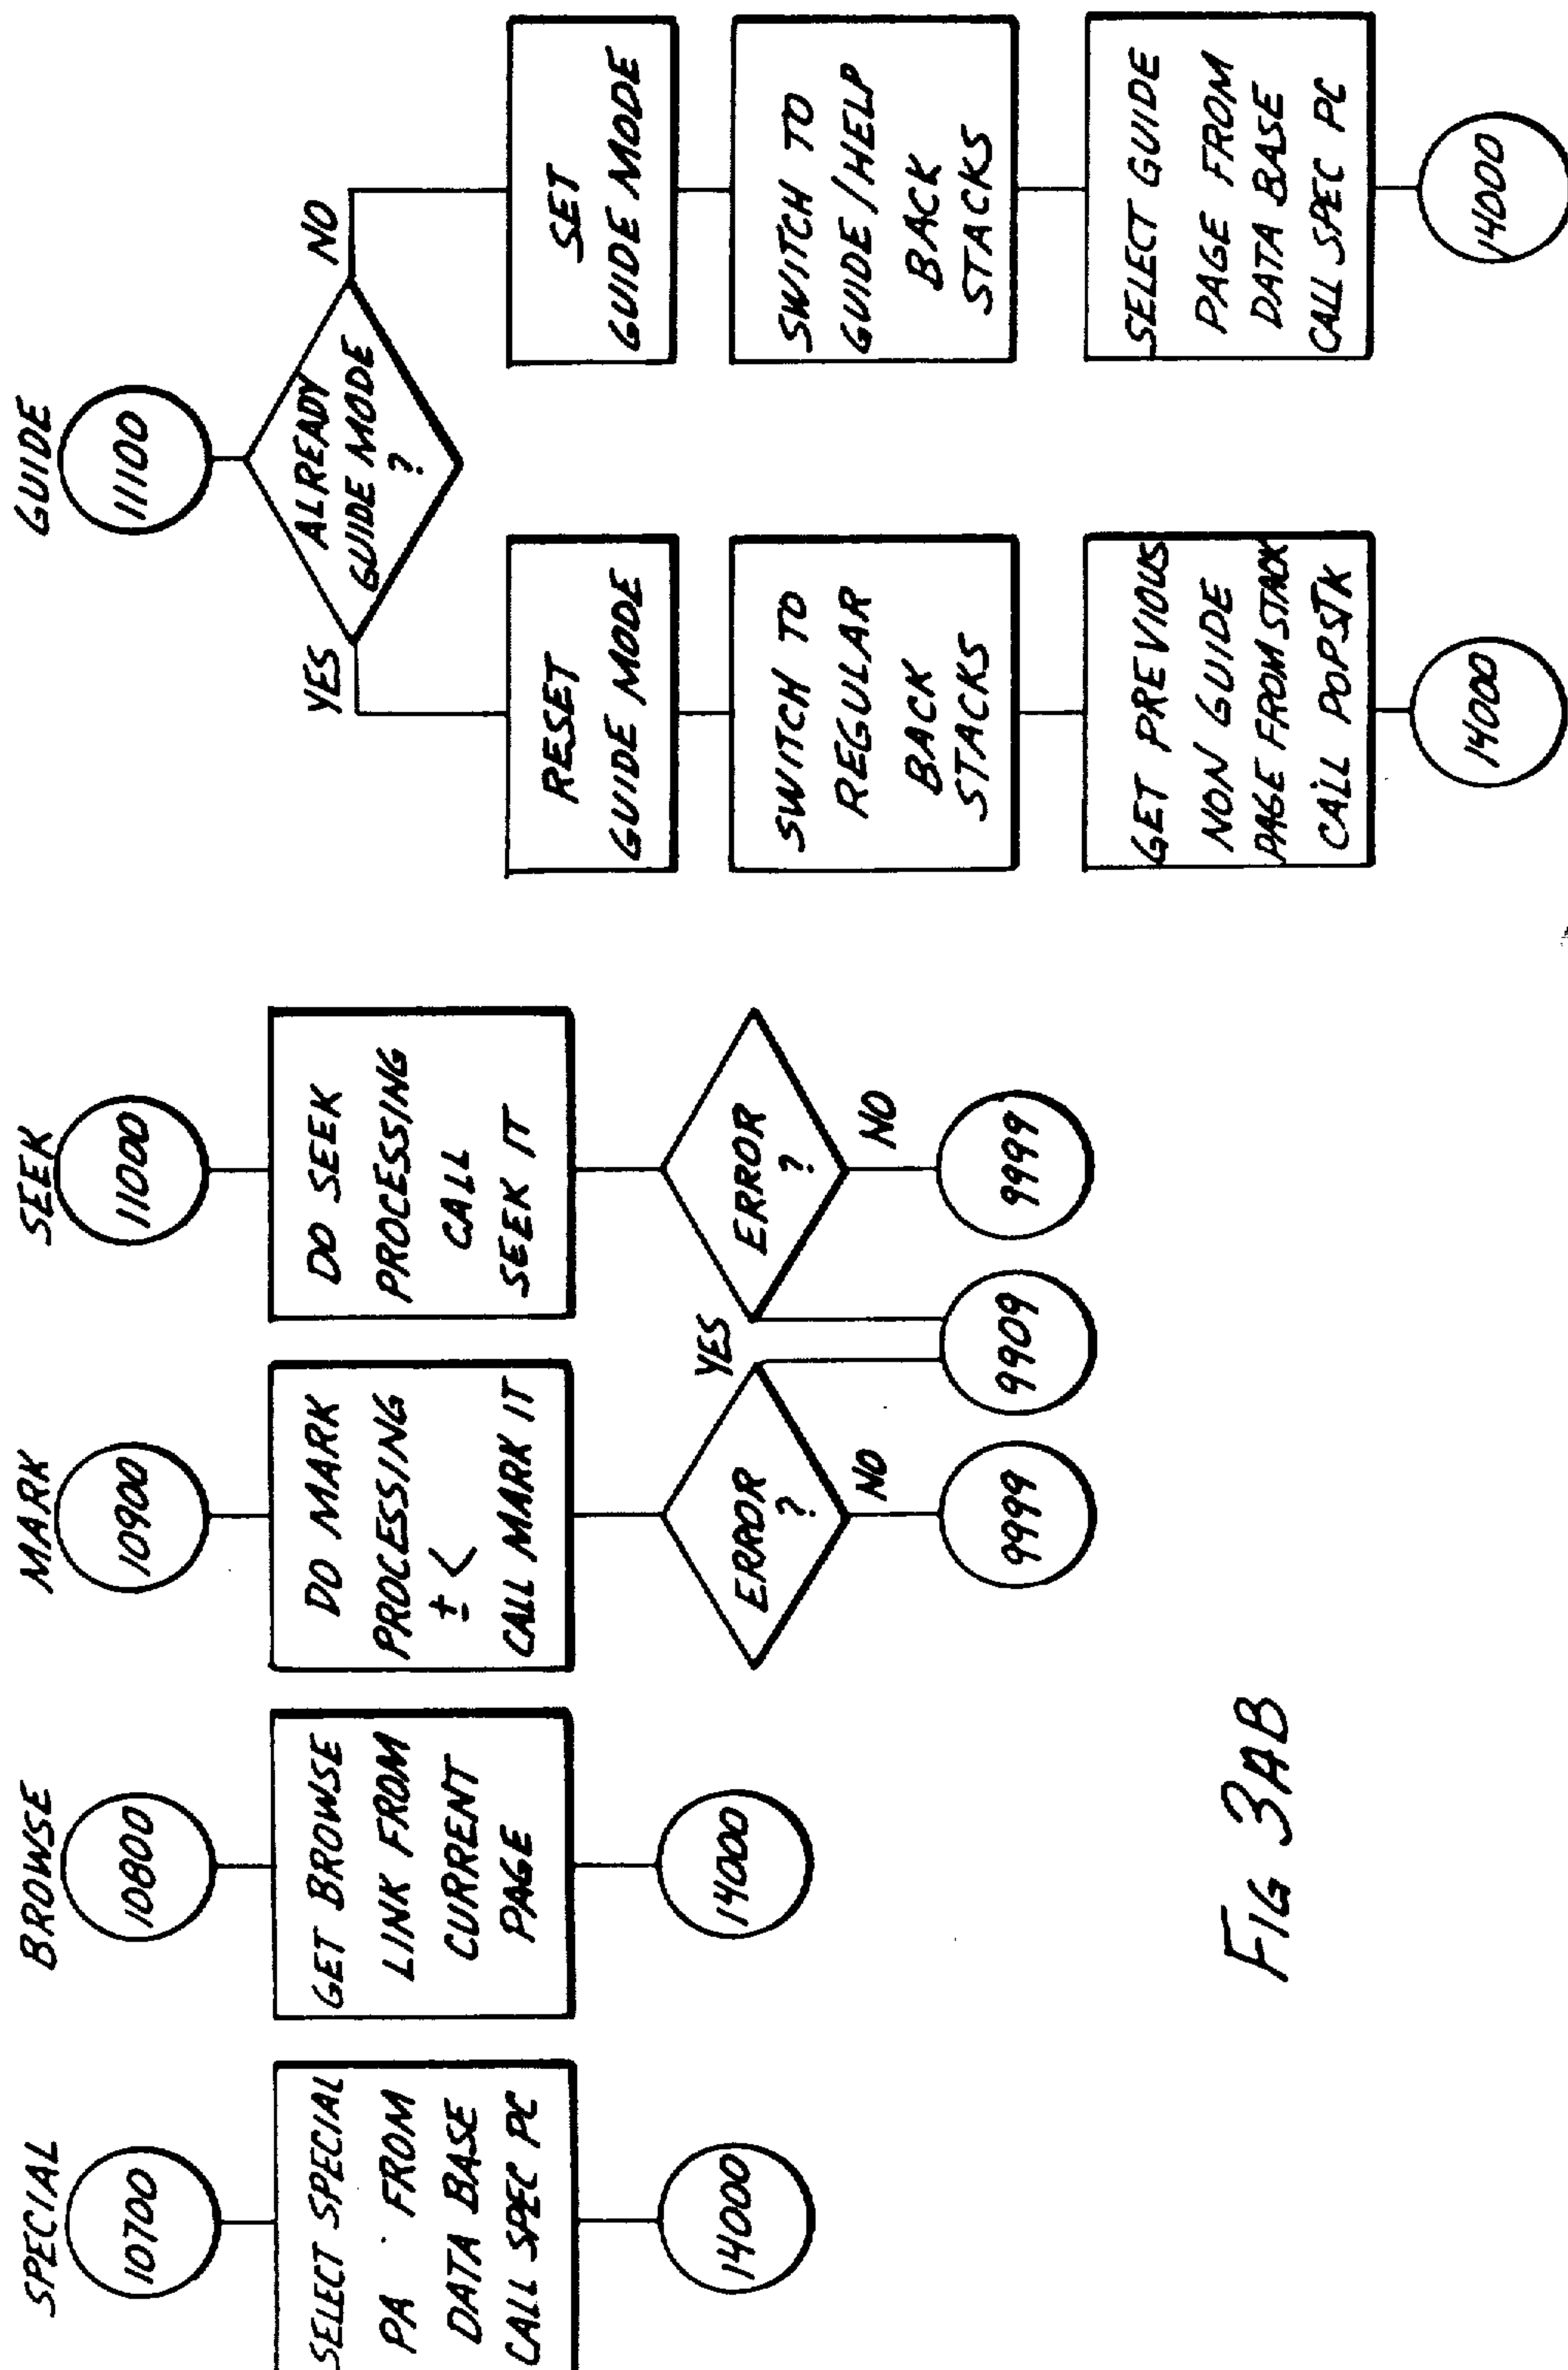 SPECIAL
10700
SELECT SPECIAL
PA FROM
DATA BASE
CALL SPEC PC
14000
BROWSE
10800
GET BROWSE
LINK FROM
CURRENT
PAGE
14000
MARK
10900
DO MARK
PROCESSING
± <
CALL MARK IT
ERROR
?
NO
9999
YES
9909
SEEK
11000
DO SEEK
PROCESSING
CALL
SEEK IT
ERROR
?
NO
9999
GUIDE
11100
ALREADY
GUIDE MODE
?
YES
RESET
GUIDE MODE
SWITCH TO
REGULAR
BACK
STACKS
GET PREVIOUS
NON GUIDE
PAGE FROM STACK
CALL POPSTK
14000
NO
SET
GUIDE MODE
SWITCH TO
GUIDE/HELP
BACK
STACKS
SELECT GUIDE
PAGE FROM
DATA BASE
CALL SPEC PC
14000
FIG 3AB